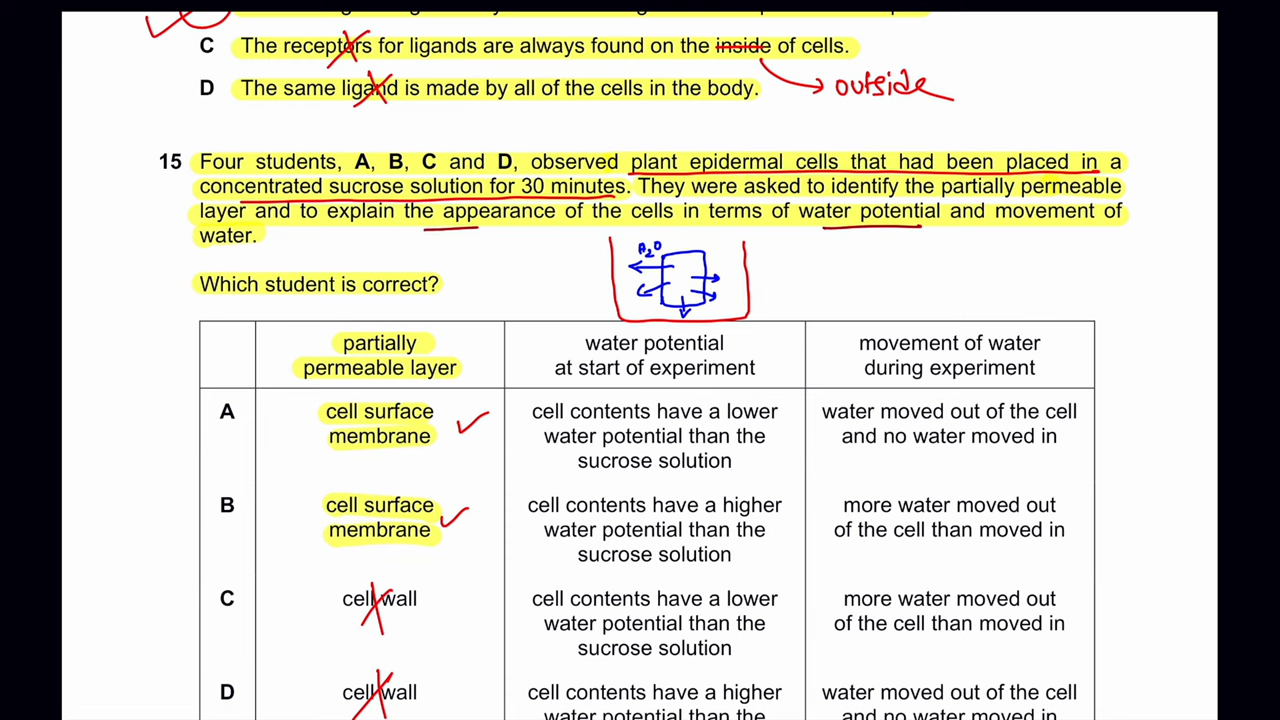 C The receptors for ligands are always found on the inside of cells.
D The same ligand is made by all of the cells in the body.
outside
15 Four students, A, B, C and D, observed plant epidermal cells that had been placed in a
concentrated sucrose solution for 30 minutes. They were asked to identify the partially permeable
layer and to explain the appearance of the cells in terms of water potential and movement of
water.
H2O
Which student is correct?
partially
permeable layer
water potential
at start of experiment
movement of water
during experiment
A
cell surface
membrane
cell contents have a lower
water potential than the
sucrose solution
water moved out of the cell
and no water moved in
B
cell surface
membrane
cell contents have a higher
water potential than the
sucrose solution
more water moved out
of the cell than moved in
C
cell wall
cell contents have a lower
water potential than the
sucrose solution
more water moved out
of the cell than moved in
D
cell wall
cell contents have a higher
water potential than the
water moved out of the cell
and no water moved in